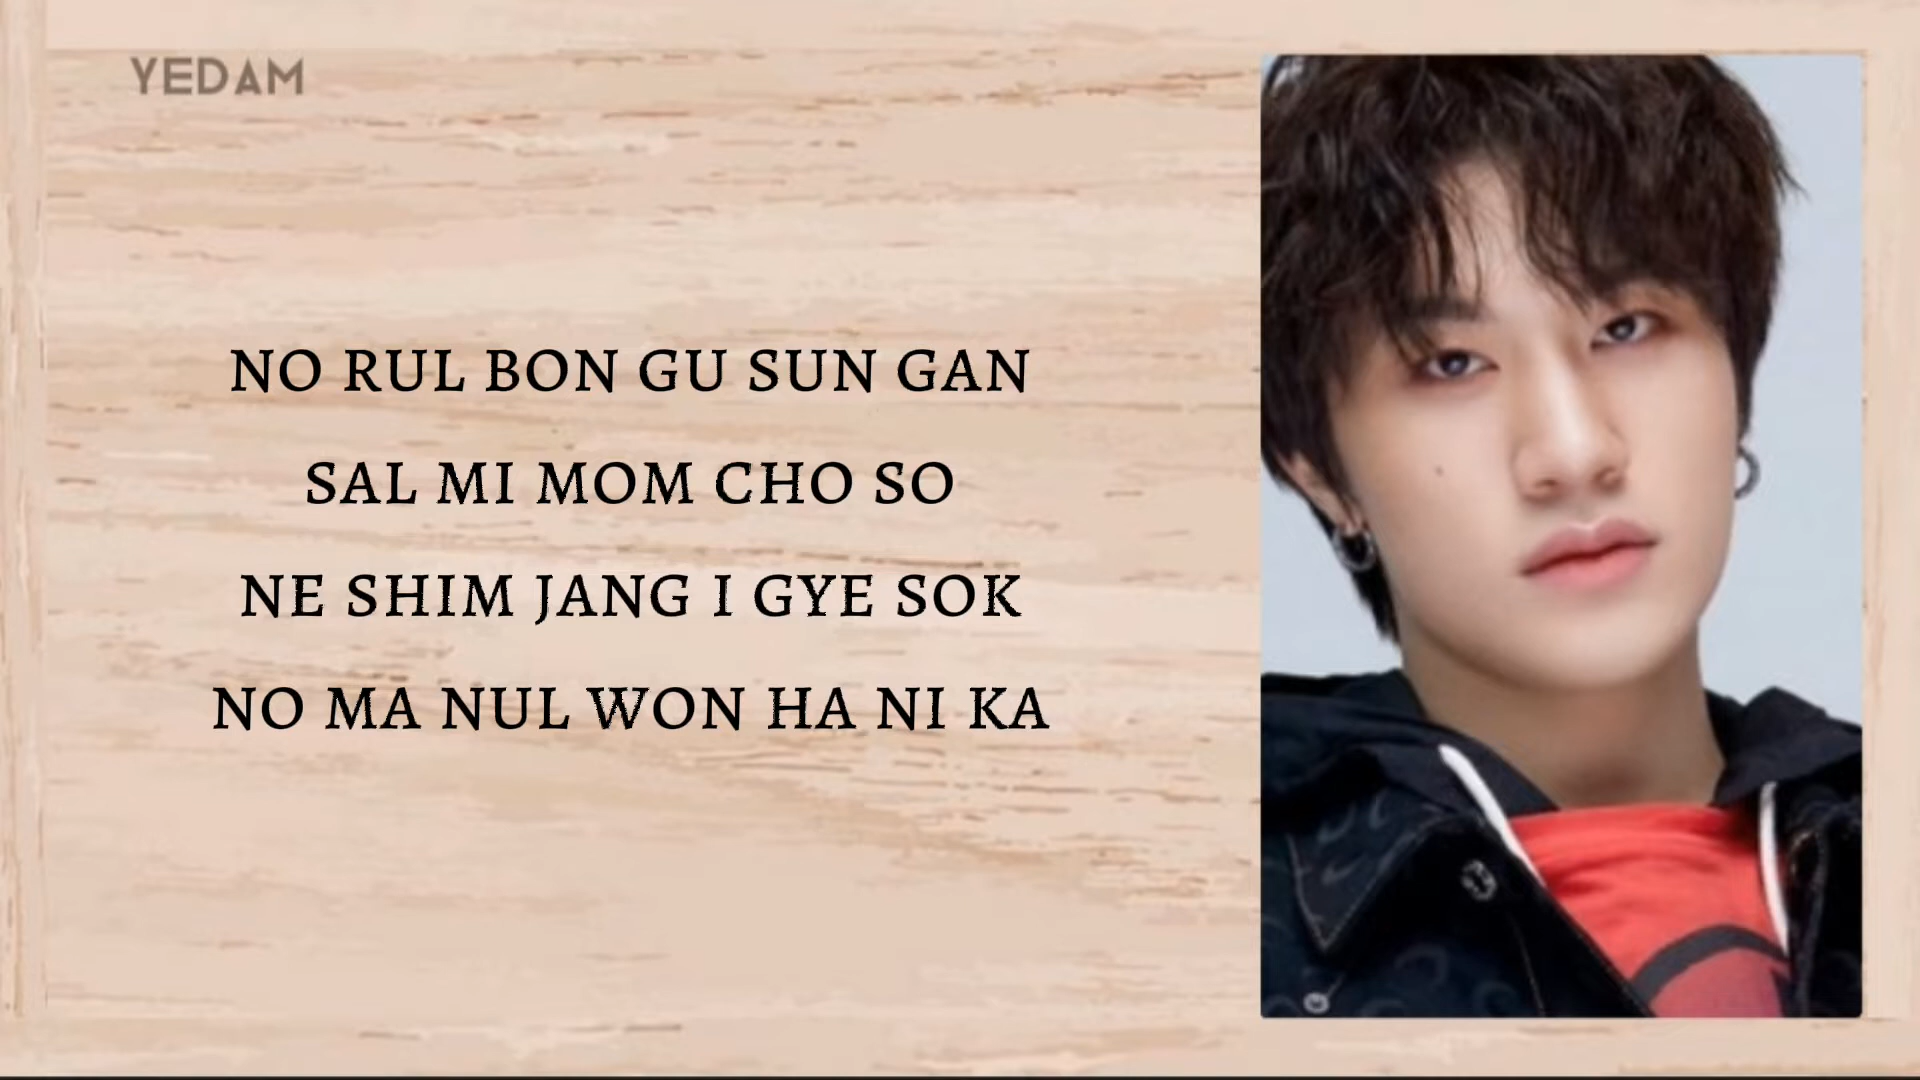 YEDAM
NO RUL BON GU SUN GAN
SAL MI MOM CHO SO
NE SHIM JANG I GYE SOK
NO MA NUL WON HA NI KA